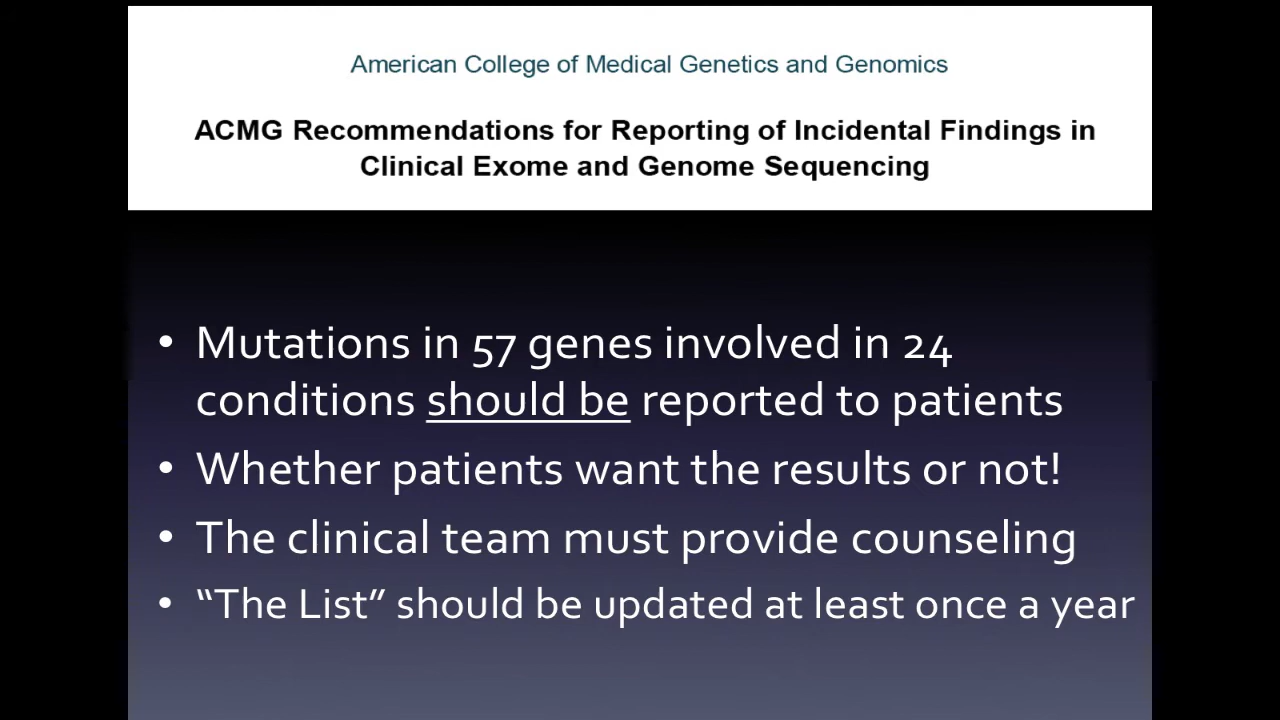 American College of Medical Genetics and Genomics
ACMG Recommendations for Reporting of Incidental Findings in
Clinical Exome and Genome Sequencing
• Mutations in 57 genes involved in 24
conditions should be reported to patients
• Whether patients want the results or not!
• The clinical team must provide counseling
• “The List” should be updated at least once a year